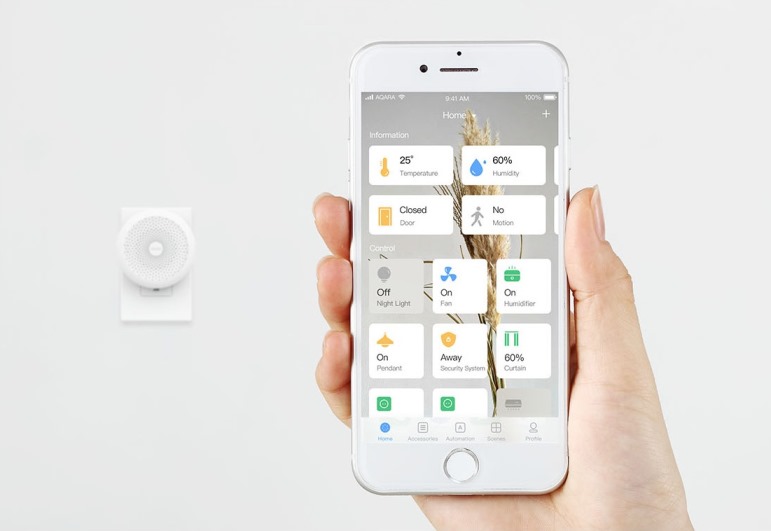 AQARA 9:41 AM 100%
Home
+
Information
25° 60%
Temperature Humidity
Closed No
Door Motion
Control
Off On On
Night Light Fan Humidifier
On Away 60%
Pendant Security System Curtain
Home Accessories Automation Scenes Profile